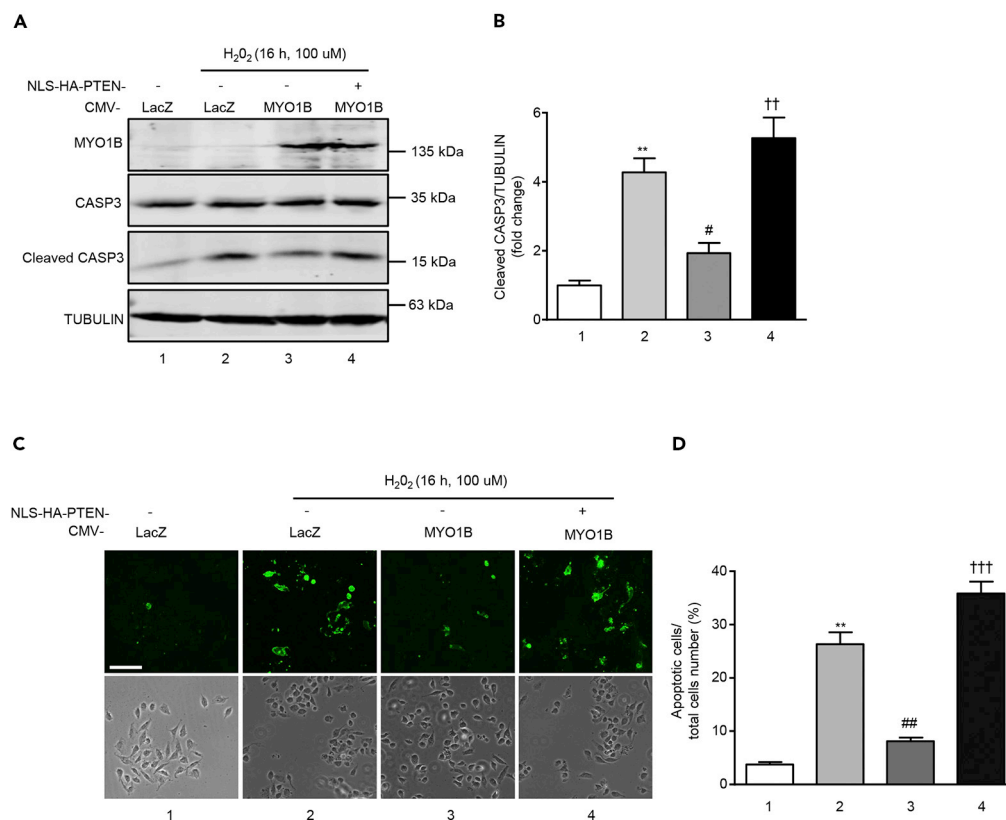 A
H₂0₂ (16 h, 100 uM)
NLS-HA-PTEN- - - - +
CMV- LacZ LacZ MYO1B MYO1B
MYO1B
135 kDa
CASP3
35 kDa
Cleaved CASP3
15 kDa
TUBULIN
63 kDa
1 2 3 4
B
Cleaved CASP3/TUBULIN
(fold change)
6
4
2
0
**
#
††
1 2 3 4
C
H₂0₂ (16 h, 100 uM)
NLS-HA-PTEN- - - - +
CMV- LacZ LacZ MYO1B MYO1B
1 2 3 4
D
Apoptotic cells/
total cells number (%)
40
30
20
10
0
**
##
†††
1 2 3 4